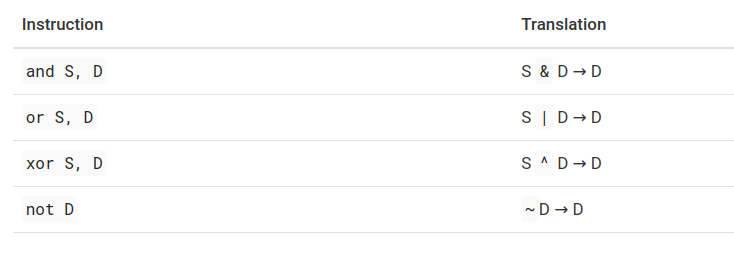 Instruction Translation
and S, D S & D → D
or S, D S | D → D
xor S, D S ^ D → D
not D ~ D → D